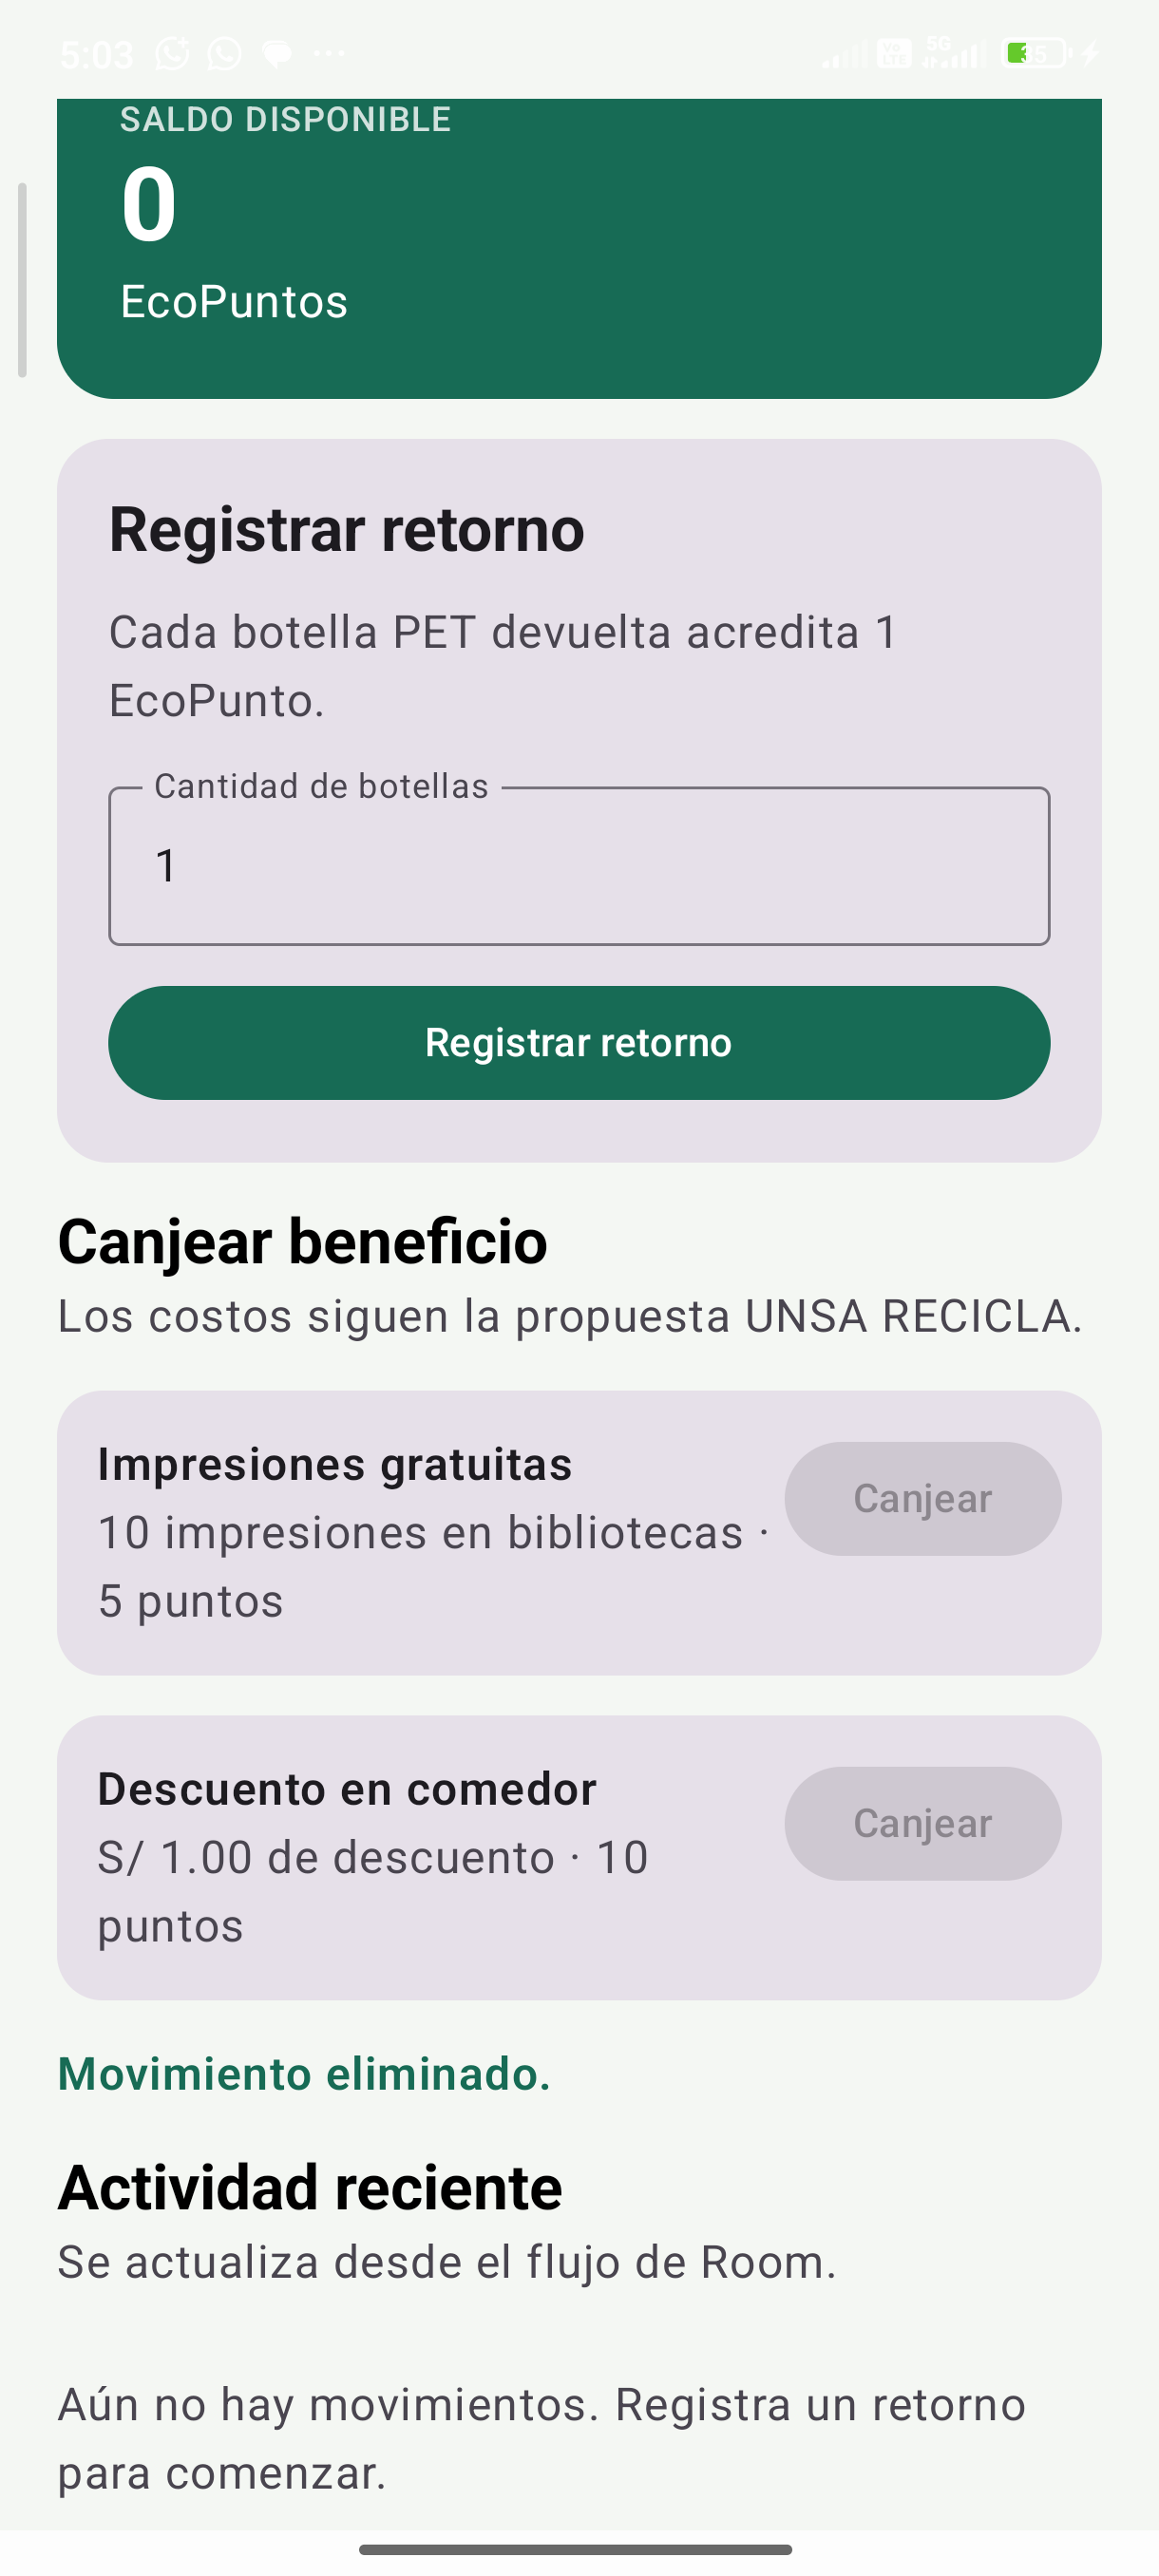 5:03
5G
35
SALDO DISPONIBLE
0
EcoPuntos
Registrar retorno
Cada botella PET devuelta acredita 1
EcoPunto.
Cantidad de botellas
1
Registrar retorno
Canjear beneficio
Los costos siguen la propuesta UNSA RECICLA.
Impresiones gratuitas
Canjear
10 impresiones en bibliotecas ·
5 puntos
Descuento en comedor
Canjear
S/ 1.00 de descuento · 10
puntos
Movimiento eliminado.
Actividad reciente
Se actualiza desde el flujo de Room.
Aún no hay movimientos. Registra un retorno
para comenzar.